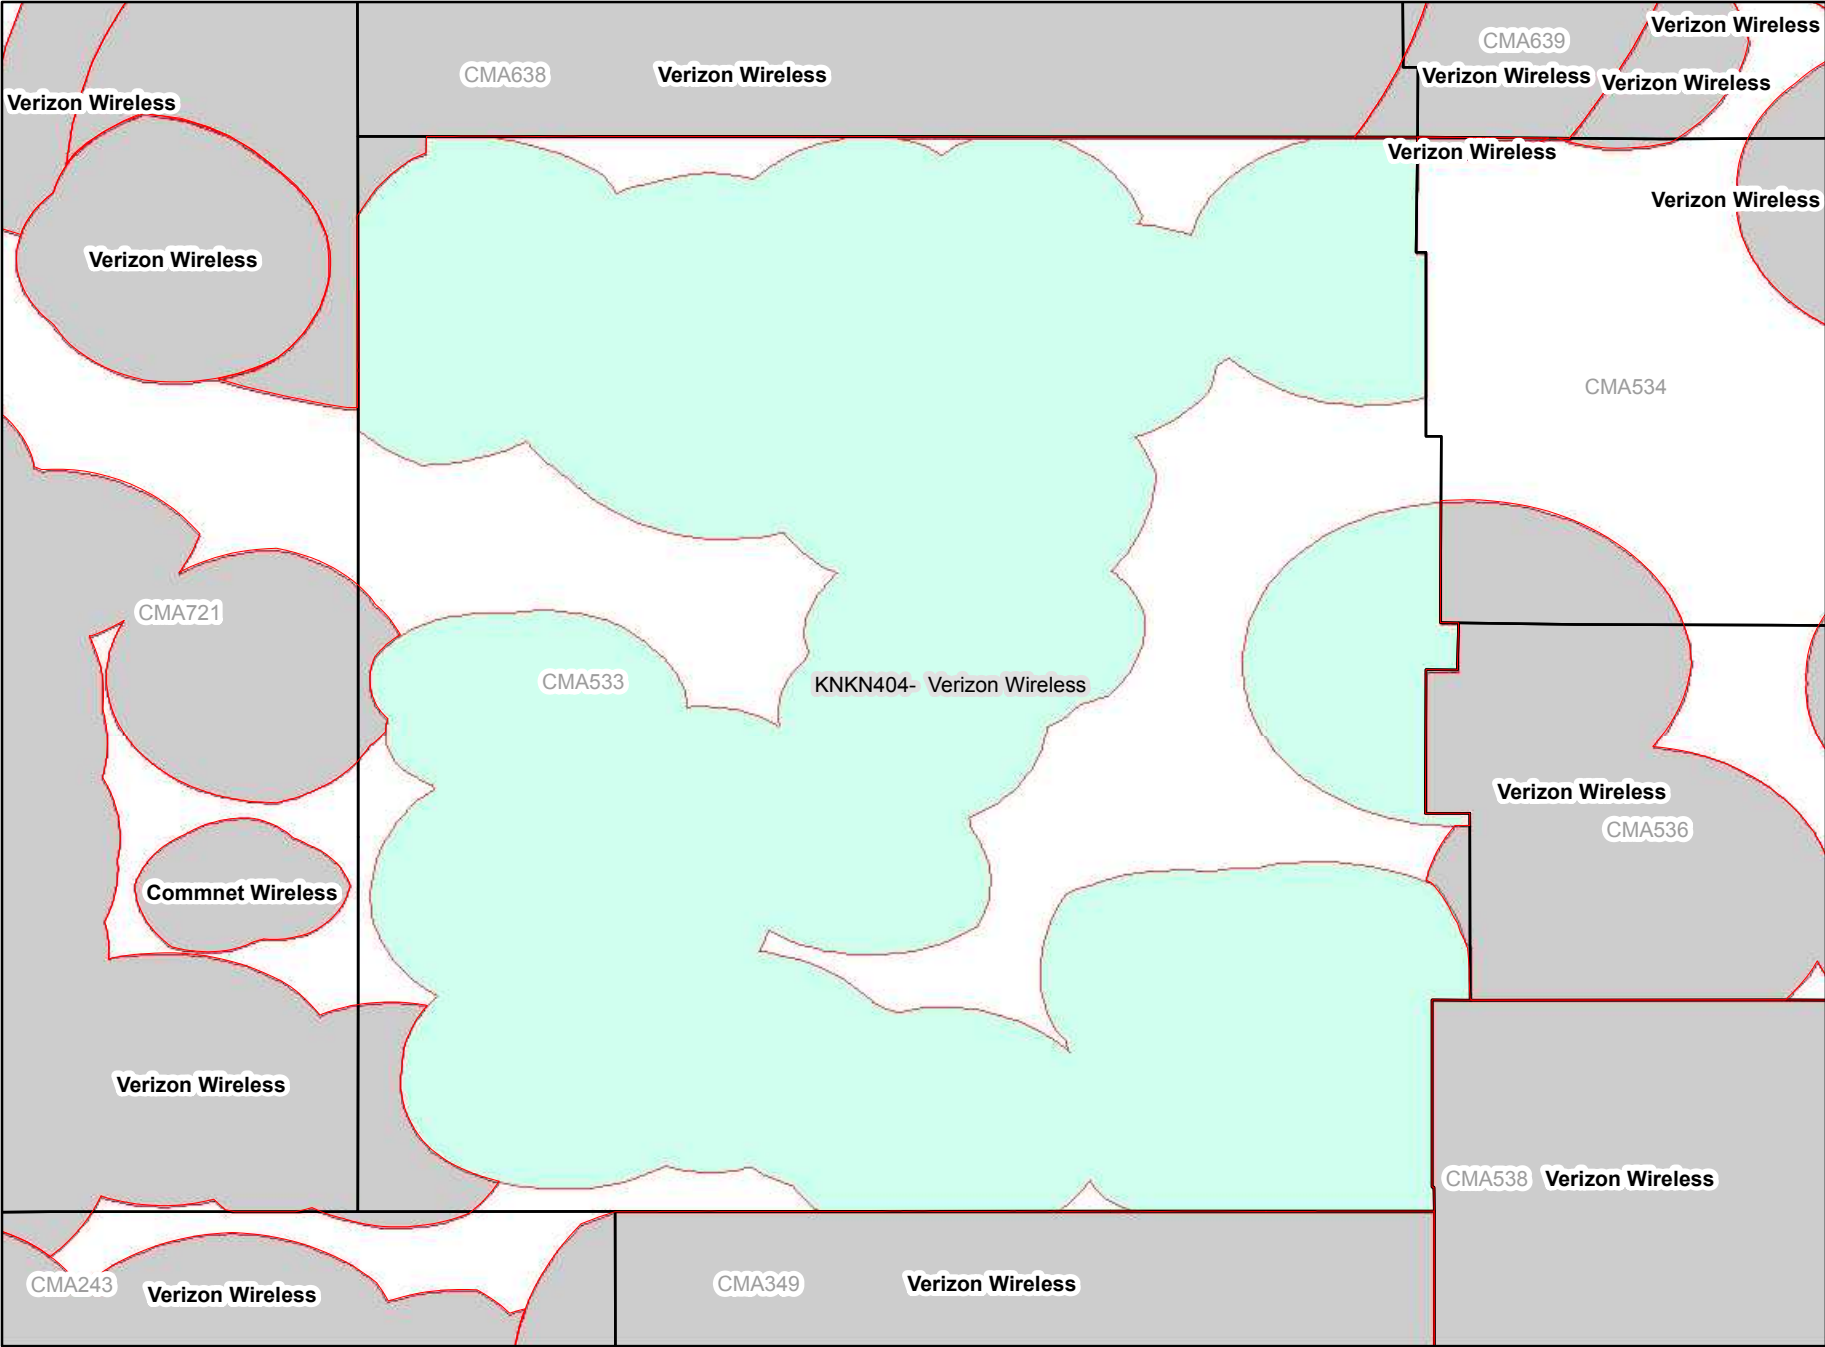 Verizon Wireless
CMA639
CMA638
Verizon Wireless
Verizon Wireless
Verizon Wireless
Verizon Wireless
Verizon Wireless
Verizon Wireless
Verizon Wireless
CMA534
CMA721
CMA533
KNKN404- Verizon Wireless
Verizon Wireless
CMA536
Commnet Wireless
Verizon Wireless
CMA538
Verizon Wireless
CMA243
Verizon Wireless
CMA349
Verizon Wireless